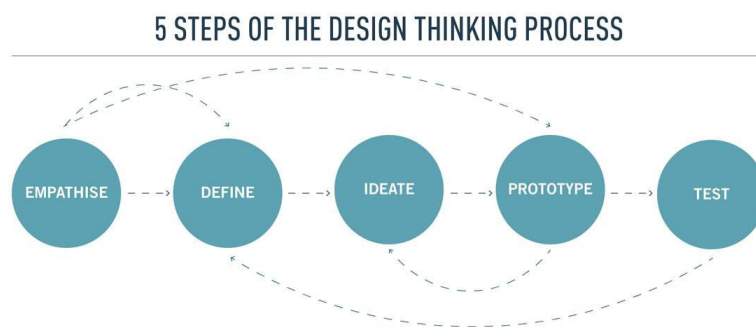 5 STEPS OF THE DESIGN THINKING PROCESS
EMPATHISE
DEFINE
IDEATE
PROTOTYPE
TEST